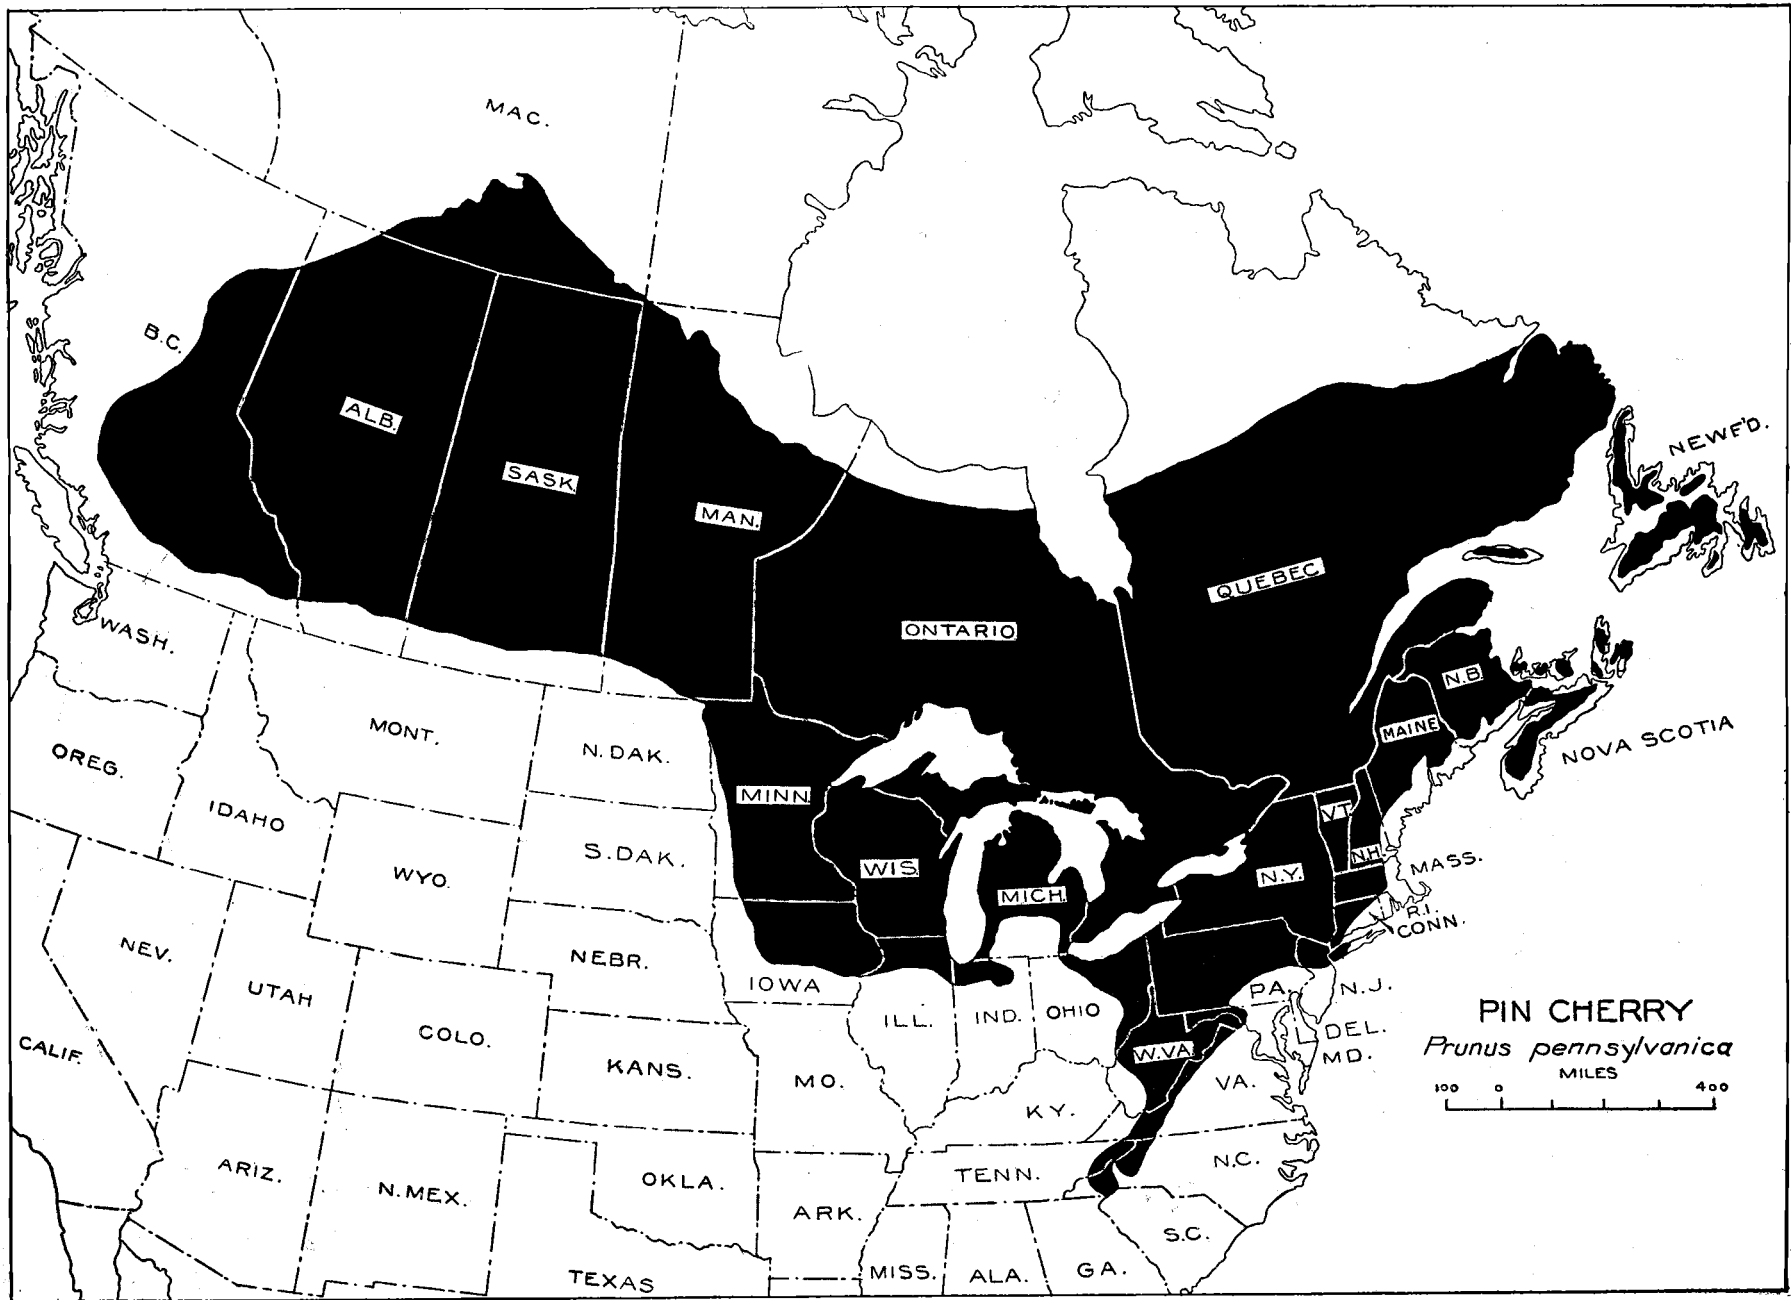 MAC.
B.C.
ALB.
SASK.
MAN.
ONTARIO
QUEBEC
NEWF'D.
N.B.
NOVA SCOTIA
MAINE
WASH.
OREG.
IDAHO
MONT.
N.DAK.
S.DAK.
WYO.
NEBR.
MINN.
WIS.
MICH.
N.Y.
VT.
N.H.
MASS.
R.I.
CONN.
NEV.
UTAH
COLO.
KANS.
IOWA
ILL.
IND.
OHIO
PA.
N.J.
DEL.
MD.
W.VA.
VA.
CALIF.
MO.
KY.
ARIZ.
N.MEX.
OKLA.
ARK.
TENN.
N.C.
S.C.
TEXAS
MISS.
ALA.
GA.
PIN CHERRY
Prunus pennsylvanica
MILES
100 0 400